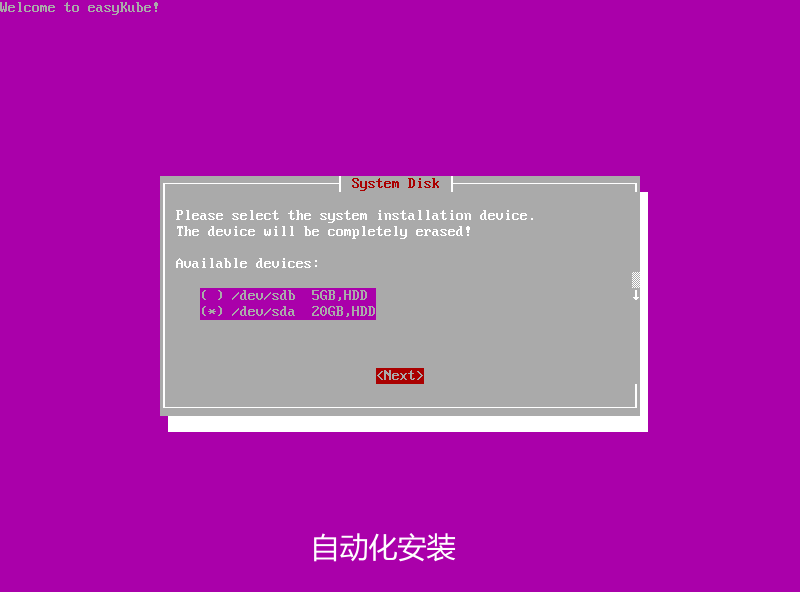 Welcome to easyKube!
System Disk
Please select the system installation device.
The device will be completely erased!
Available devices:
( ) /dev/sdb  5GB,HDD
(*) /dev/sda  20GB,HDD
<Next>
自动化安装